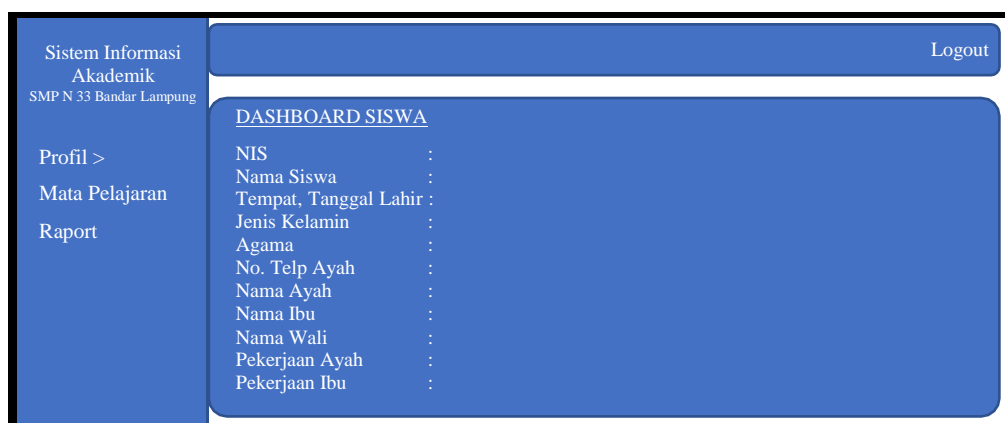 Sistem Informasi
Akademik
SMP N 33 Bandar Lampung
Profil >
Mata Pelajaran
Raport
Logout
DASHBOARD SISWA
NIS :
Nama Siswa :
Tempat, Tanggal Lahir :
Jenis Kelamin :
Agama :
No. Telp Ayah :
Nama Ayah :
Nama Ibu :
Nama Wali :
Pekerjaan Ayah :
Pekerjaan Ibu :